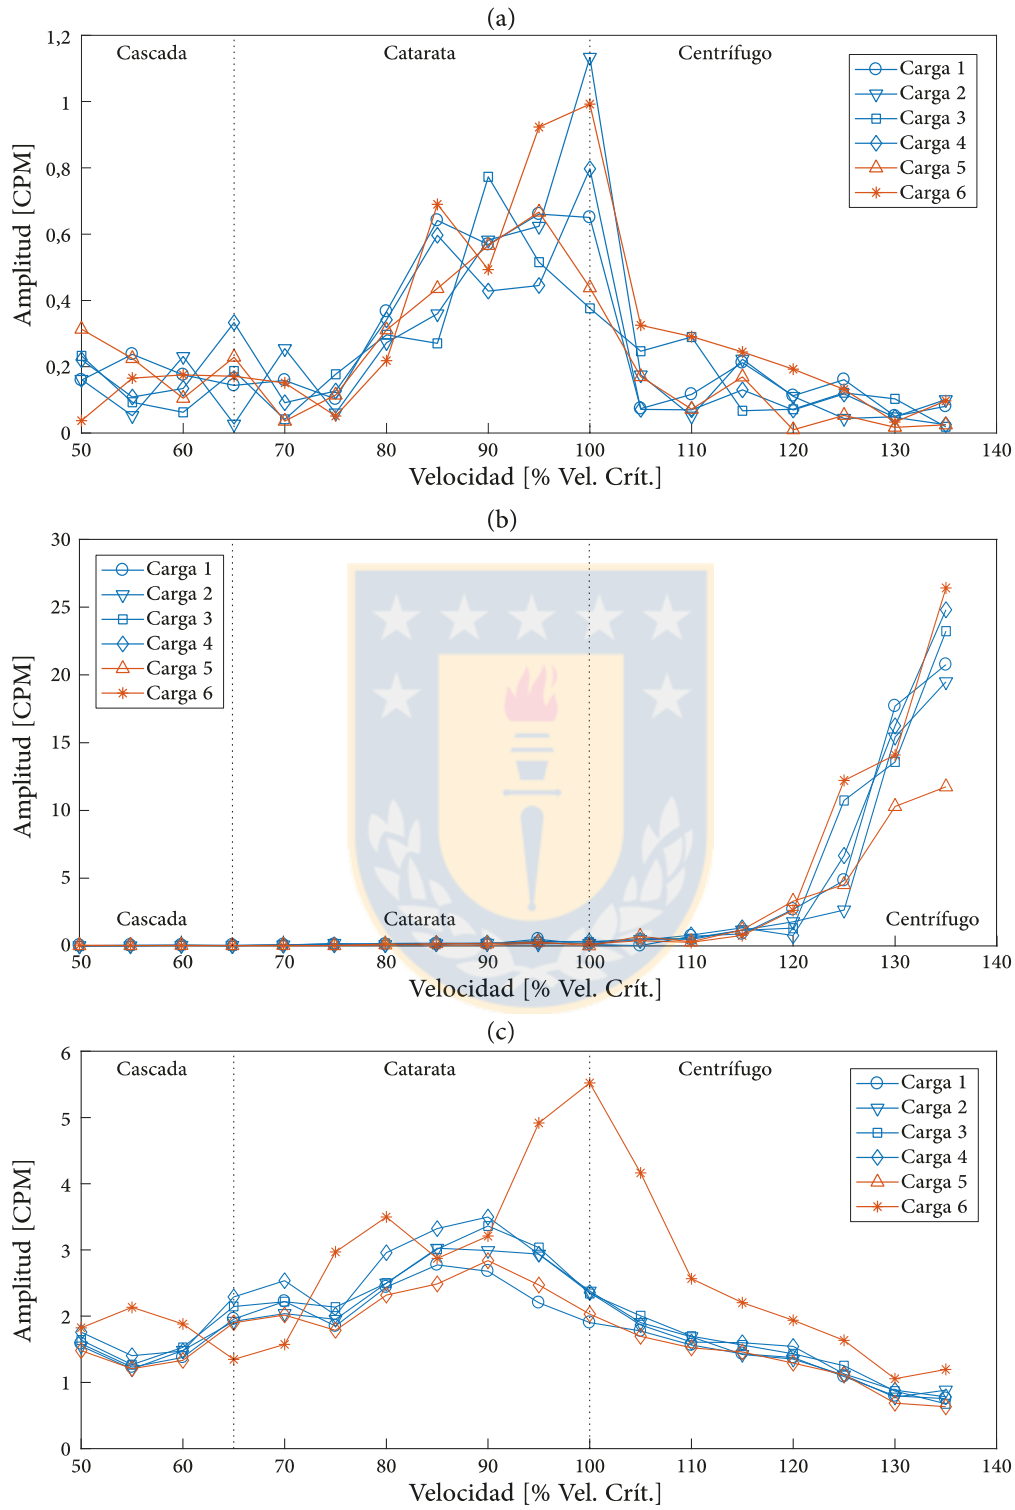 (a)
Cascada Catarata Centrífugo
Carga 1
Carga 2
Carga 3
Carga 4
Carga 5
Carga 6
1,2
1
0,8
0,6
0,4
0,2
0
Amplitud [CPM]
50 60 70 80 90 100 110 120 130 140
Velocidad [% Vel. Crít.]
(b)
Carga 1
Carga 2
Carga 3
Carga 4
Carga 5
Carga 6
30
25
20
15
10
5
0
Amplitud [CPM]
Cascada Catarata Centrífugo
50 60 70 80 90 100 110 120 130 140
Velocidad [% Vel. Crít.]
(c)
Cascada Catarata Centrífugo
Carga 1
Carga 2
Carga 3
Carga 4
Carga 5
Carga 6
6
5
4
3
2
1
0
Amplitud [CPM]
50 60 70 80 90 100 110 120 130 140
Velocidad [% Vel. Crít.]